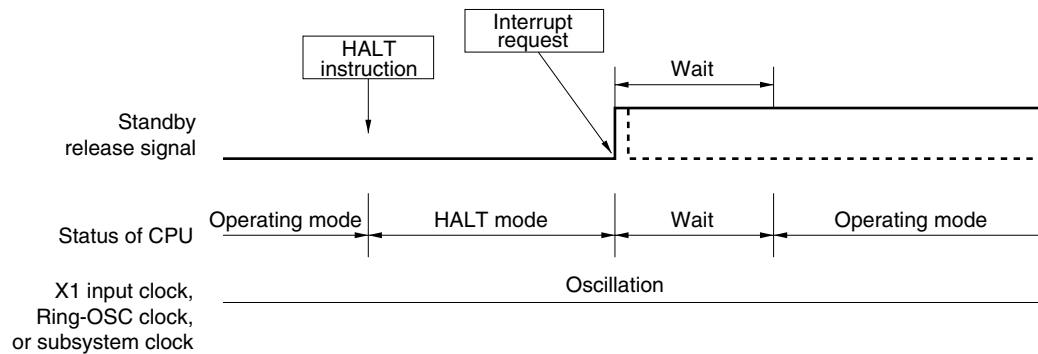 Interrupt
request
HALT
instruction
Wait
Standby
release signal
Operating mode
HALT mode
Wait
Operating mode
Status of CPU
Oscillation
X1 input clock,
Ring-OSC clock,
or subsystem clock